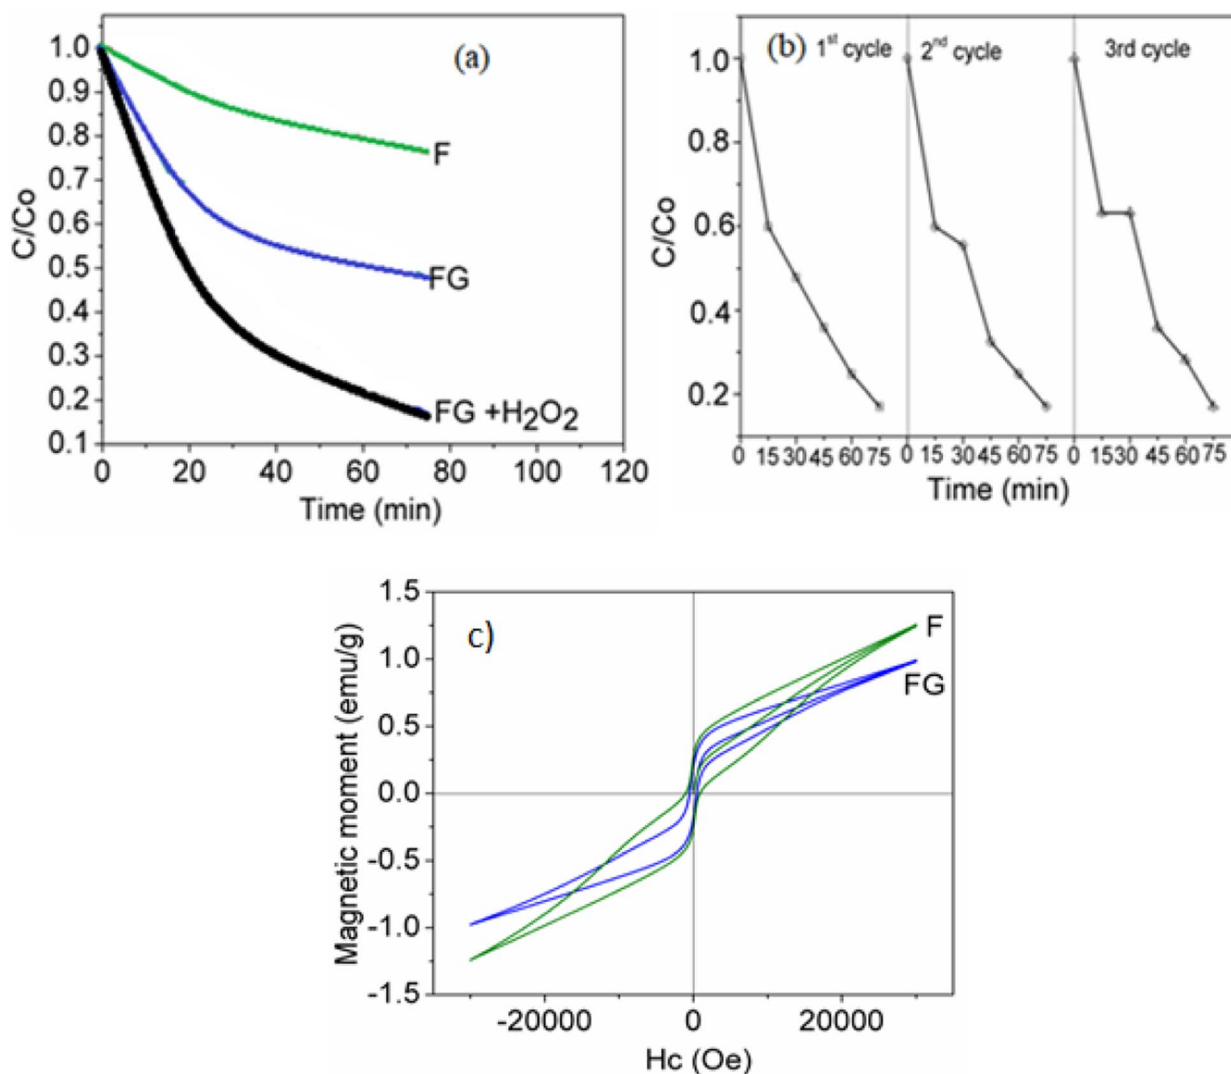 (a)
1.0
0.9
0.8
0.7
0.6
0.5
0.4
0.3
0.2
0.1
C/Co
F
FG
FG +H₂O₂
0 20 40 60 80 100 120
Time (min)
(b) 1st cycle 2nd cycle 3rd cycle
1.0
0.8
0.6
0.4
0.2
C/Co
0 15 30 45 60 75 0 15 30 45 60 75 0 15 30 45 60 75
Time (min)
c)
1.5
1.0
0.5
0.0
-0.5
-1.0
-1.5
Magnetic moment (emu/g)
F
FG
-20000 0 20000
Hc (Oe)